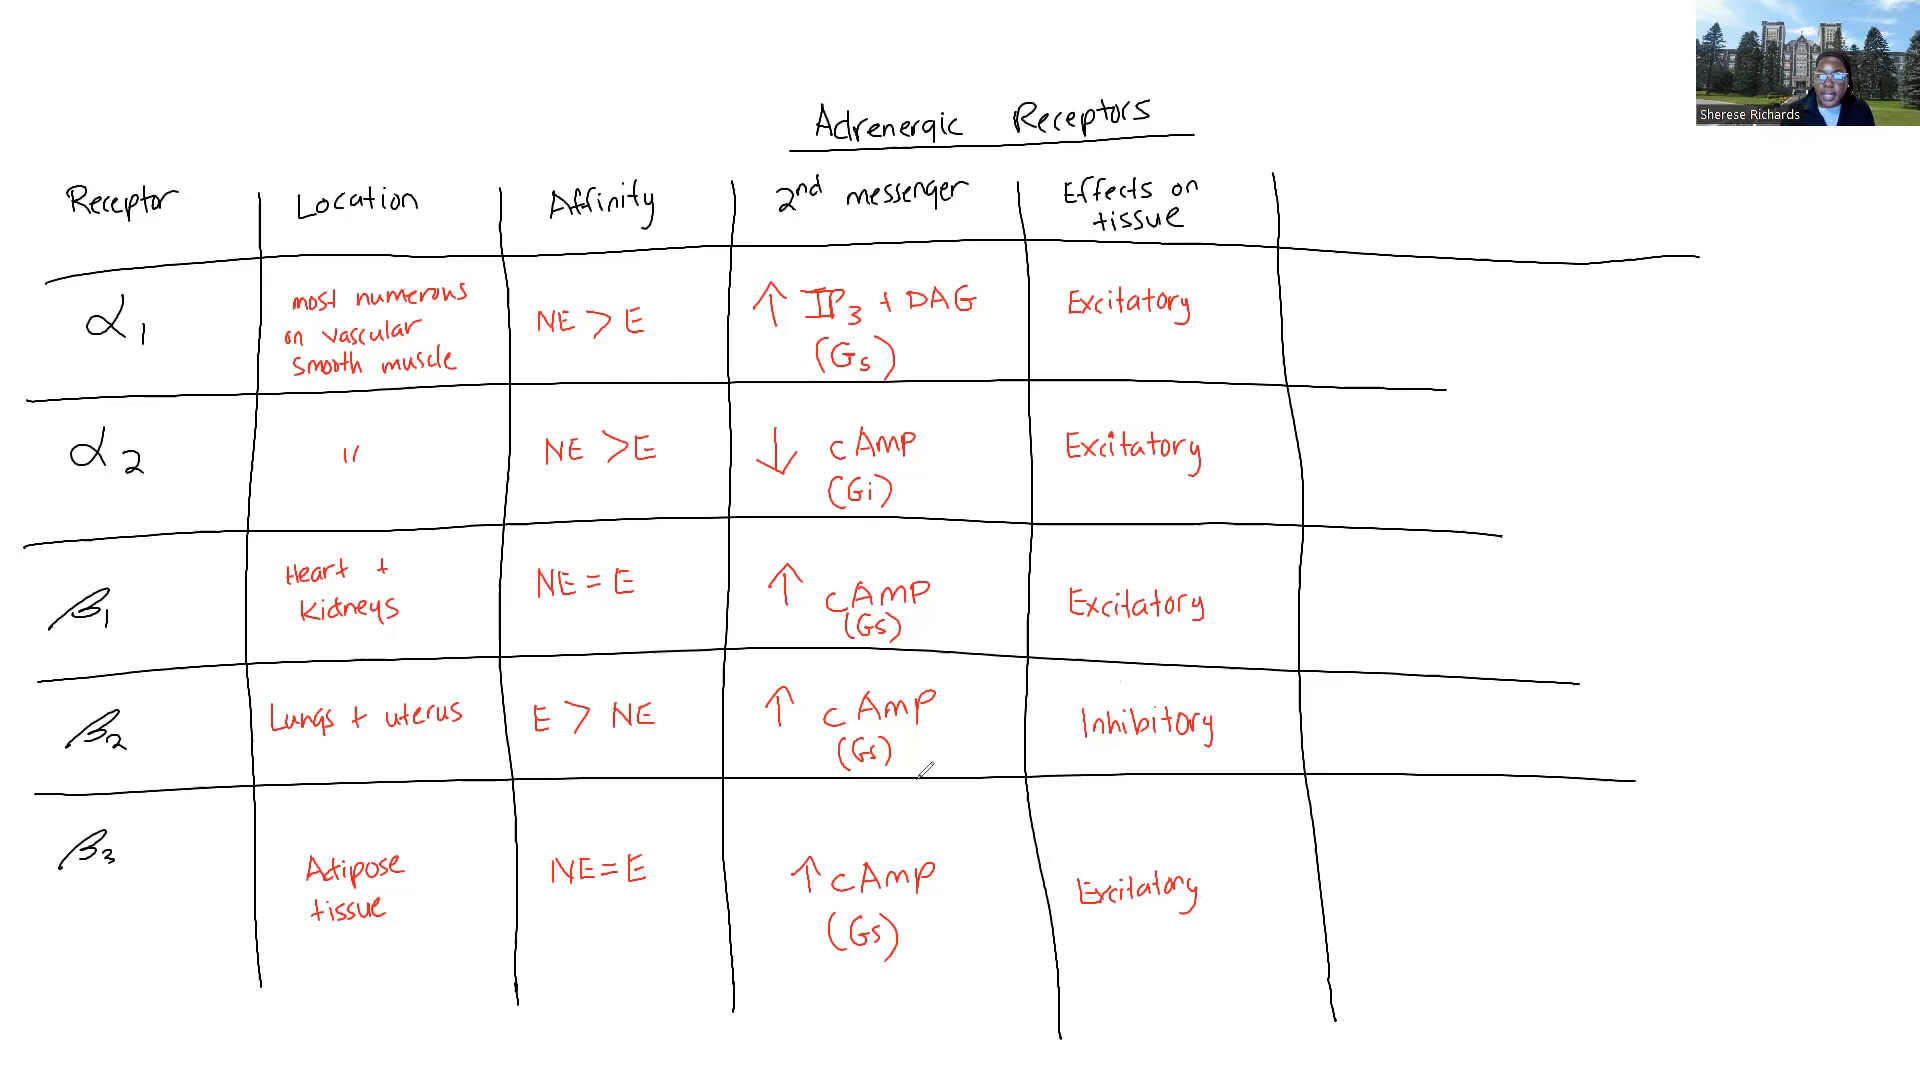 Sherese Richards
Adrenergic Receptors
Receptor Location Affinity 2nd messenger Effects on
tissue
α1 most numerous
on vascular
smooth muscle NE > E ↑ IP3 + DAG
(Gs) Excitatory
α2 " NE > E ↓ cAMP
(Gi) Excitatory
β1 Heart +
Kidneys NE = E ↑ cAMP
(Gs) Excitatory
β2 Lungs + uterus E > NE ↑ cAMP
(Gs) Inhibitory
β3 Adipose
tissue NE = E ↑ cAMP
(Gs) Excitatory